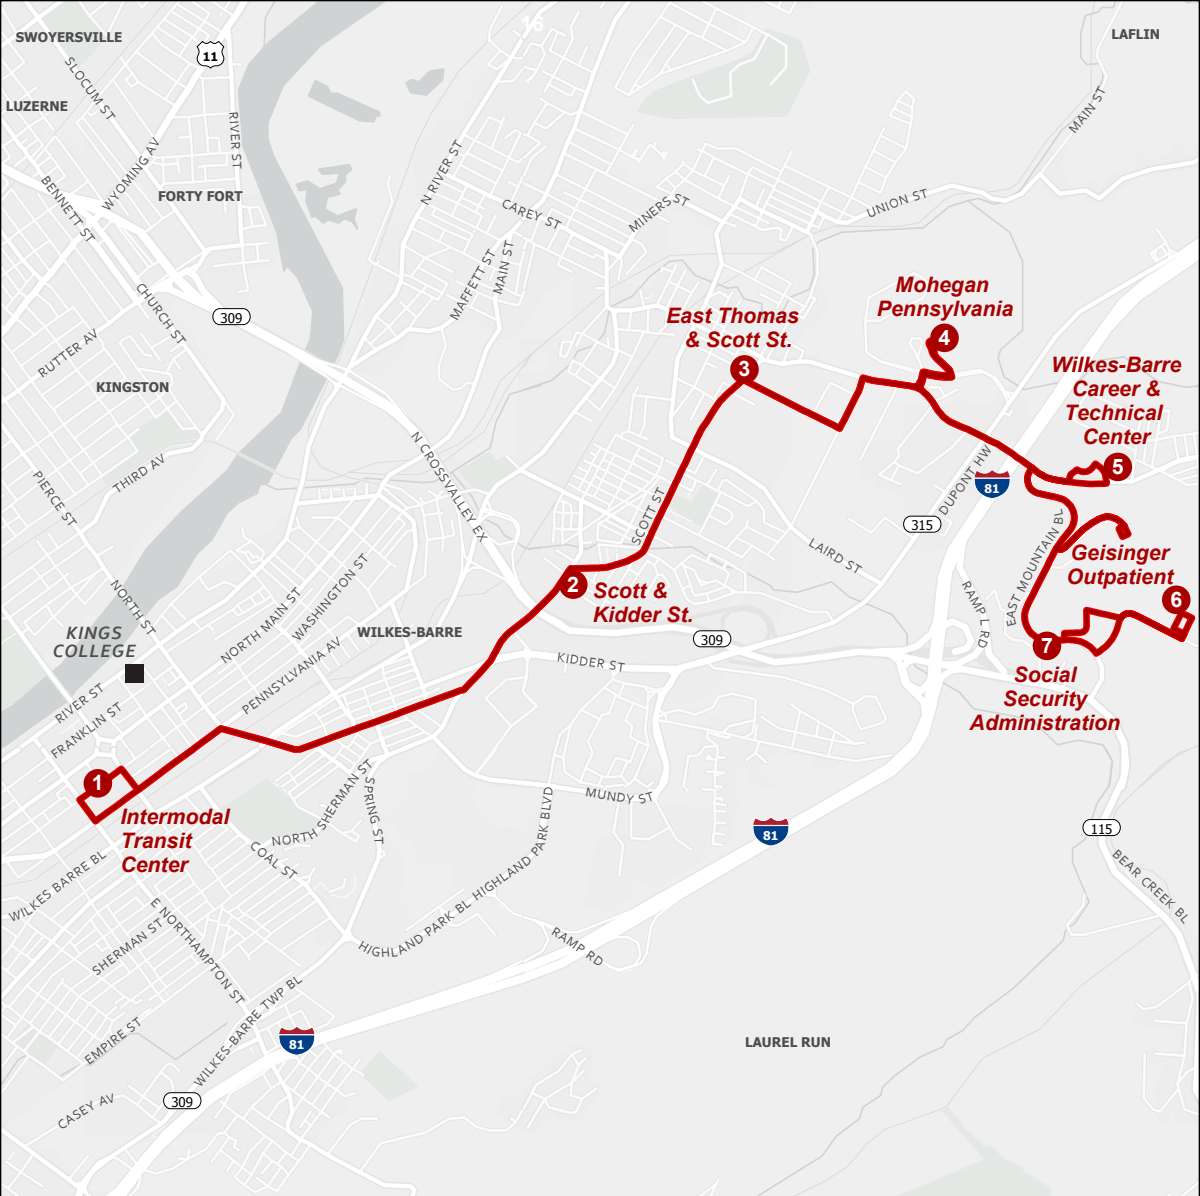 SWOYERSVILLE
11
16
LAFLIN
SLOCUM ST
LUZERNE
RIVER ST
MAIN ST
WYOMING AV
N RIVER ST
BENNETT ST
FORTY FORT
CAREY ST
MINERS ST
UNION ST
MAFFETT ST
MAIN ST
CHURCH ST
309
Mohegan
Pennsylvania
4
East Thomas
& Scott St.
3
RUTTER AV
KINGSTON
Wilkes-Barre
Career &
Technical
Center
5
N CROSSVALLEY EX
THIRD AV
PIERCE ST
DUPONT HW
81
SCOTT ST
315
EAST MOUNTAIN BL
LAIRD ST
Geisinger
Outpatient
6
2
Scott &
Kidder St.
NORTH ST
NORTH MAIN ST
WASHINGTON ST
RAMP L RD
KINGS
COLLEGE
WILKES-BARRE
309
7
KIDDER ST
PENNSYLVANIA AV
Social
Security
Administration
RIVER ST
FRANKLIN ST
1
Intermodal
Transit
Center
NORTH SHERMAN ST
SPRING ST
MUNDY ST
81
115
COAL ST
HIGHLAND PARK BLVD
WILKES BARRE BL
BEAR CREEK BL
HIGHLAND PARK BL
E NORTHAMPTON ST
SHERMAN ST
RAMP RD
WILKES-BARRE TWP BL
EMPIRE ST
81
LAUREL RUN
CASEY AV
309